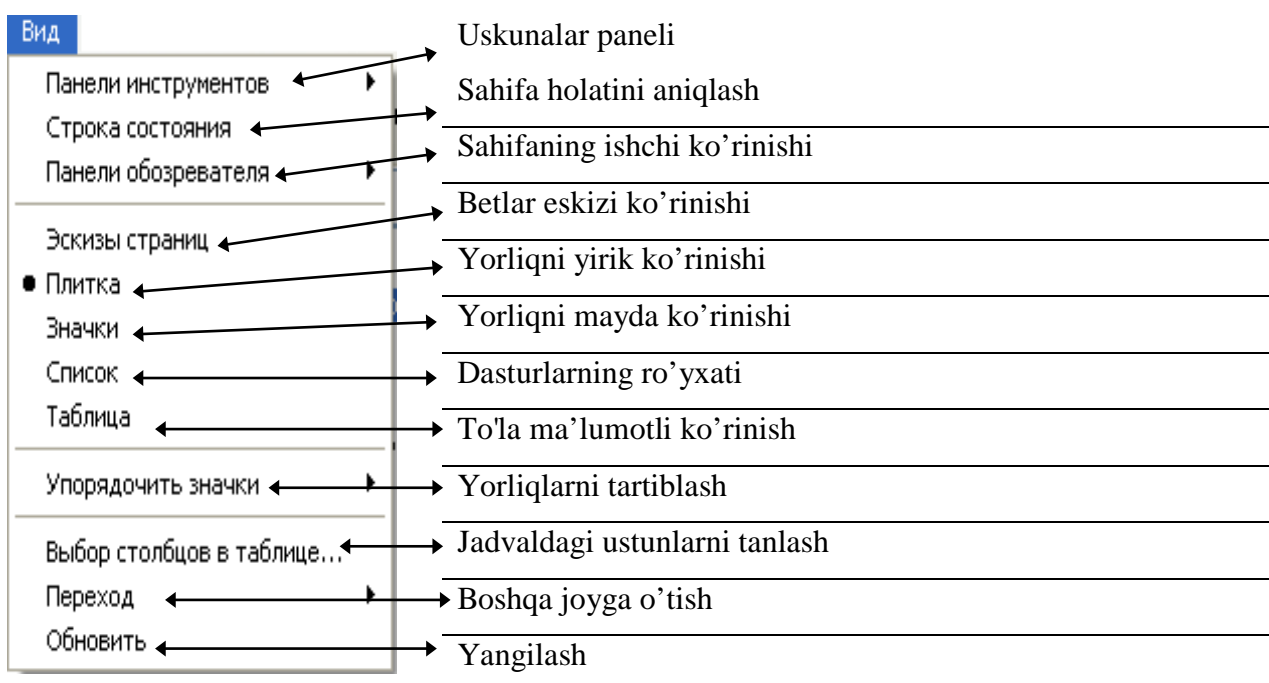 Вид
Панели инструментов
Uskunalar paneli
Строка состояния
Sahifa holatini aniqlash
Панели обозревателя
Sahifaning ishchi ko’rinishi
Эскизы страниц
Betlar eskizi ko’rinishi
Плитка
Yorliqni yirik ko’rinishi
Значки
Yorliqni mayda ko’rinishi
Список
Dasturlarning ro’yxati
Таблица
To'la ma’lumotli ko’rinish
Упорядочить значки
Yorliqlarni tartiblash
Выбор столбцов в таблице...
Jadvaldagi ustunlarni tanlash
Переход
Boshqa joyga o’tish
Обновить
Yangilash